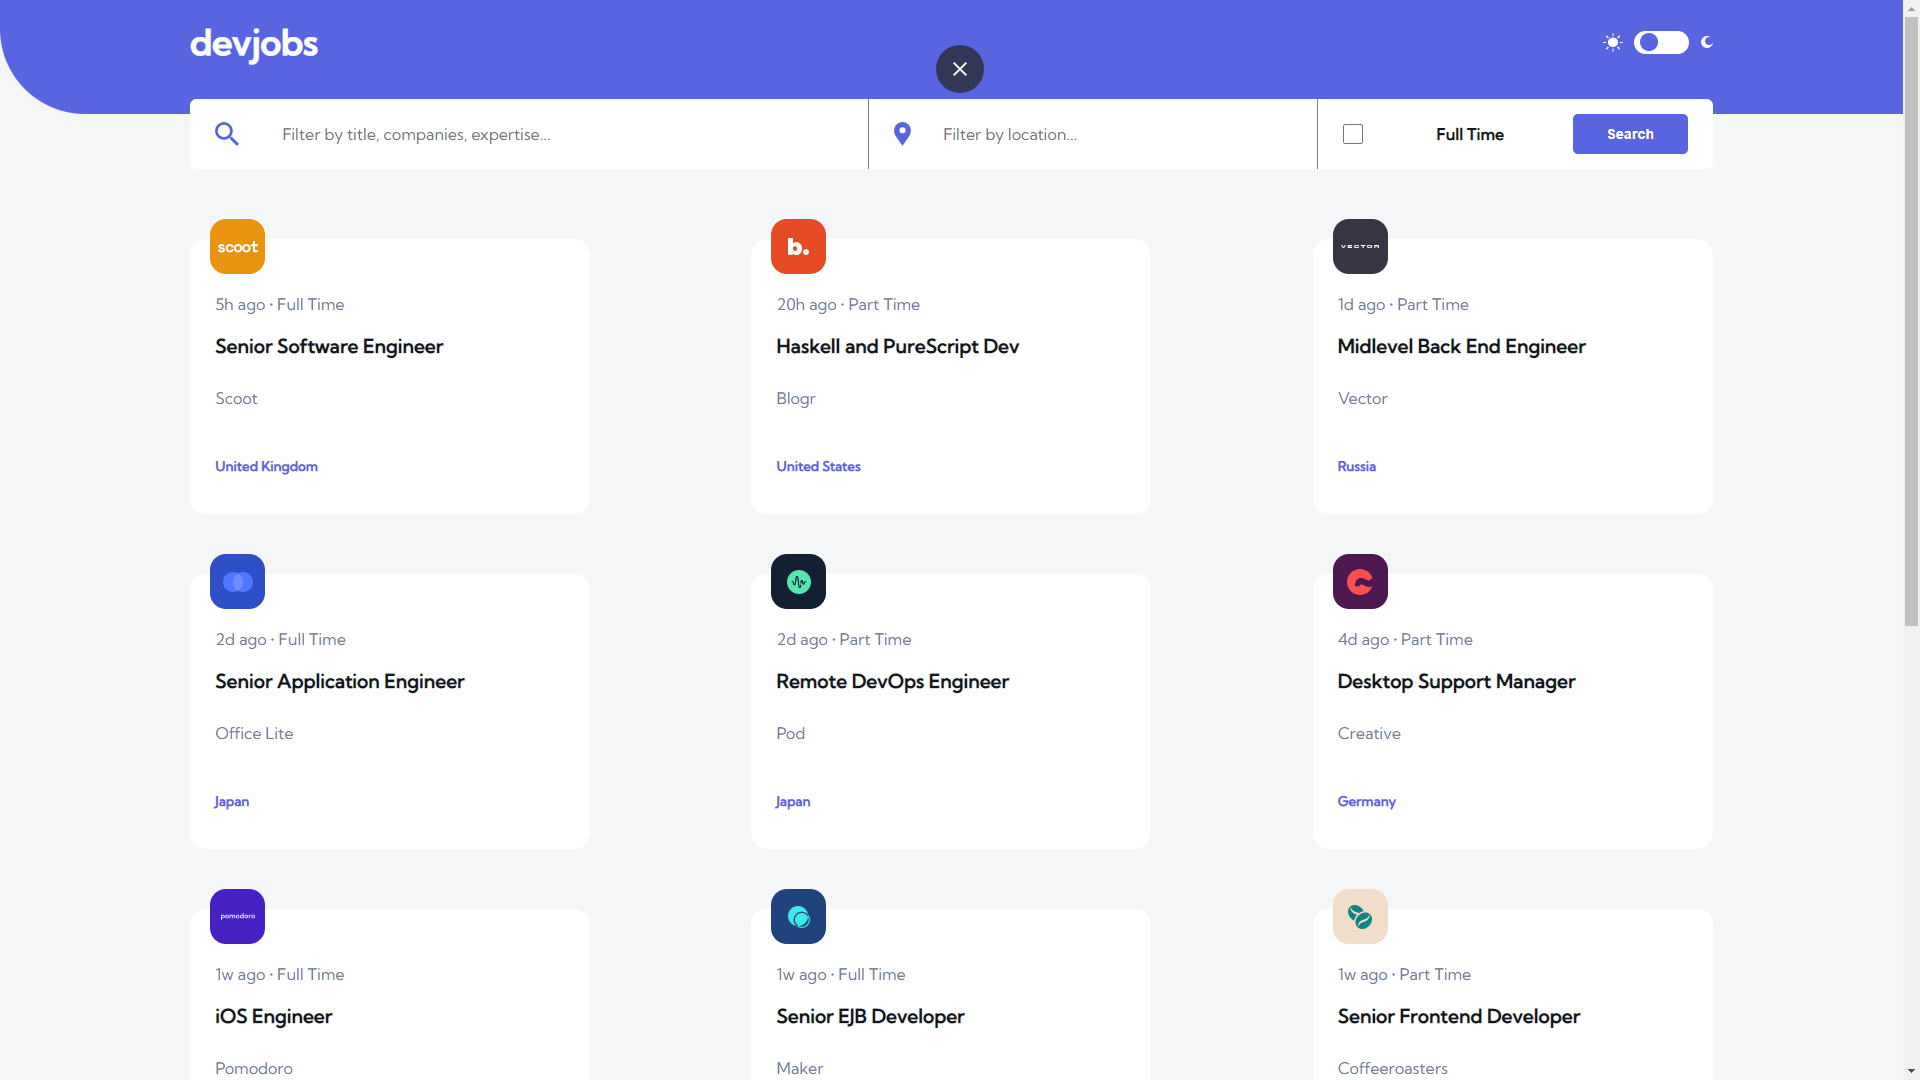 devjobs
Filter by title, companies, expertise...
Filter by location...
Full Time
Search
scoot
5h ago · Full Time
Senior Software Engineer
Scoot
United Kingdom
b.
20h ago · Part Time
Haskell and PureScript Dev
Blogr
United States
VECTOR
1d ago · Part Time
Midlevel Back End Engineer
Vector
Russia
2d ago · Full Time
Senior Application Engineer
Office Lite
Japan
2d ago · Part Time
Remote DevOps Engineer
Pod
Japan
4d ago · Part Time
Desktop Support Manager
Creative
Germany
pomodoro
1w ago · Full Time
iOS Engineer
Pomodoro
1w ago · Full Time
Senior EJB Developer
Maker
1w ago · Part Time
Senior Frontend Developer
Coffeeroasters